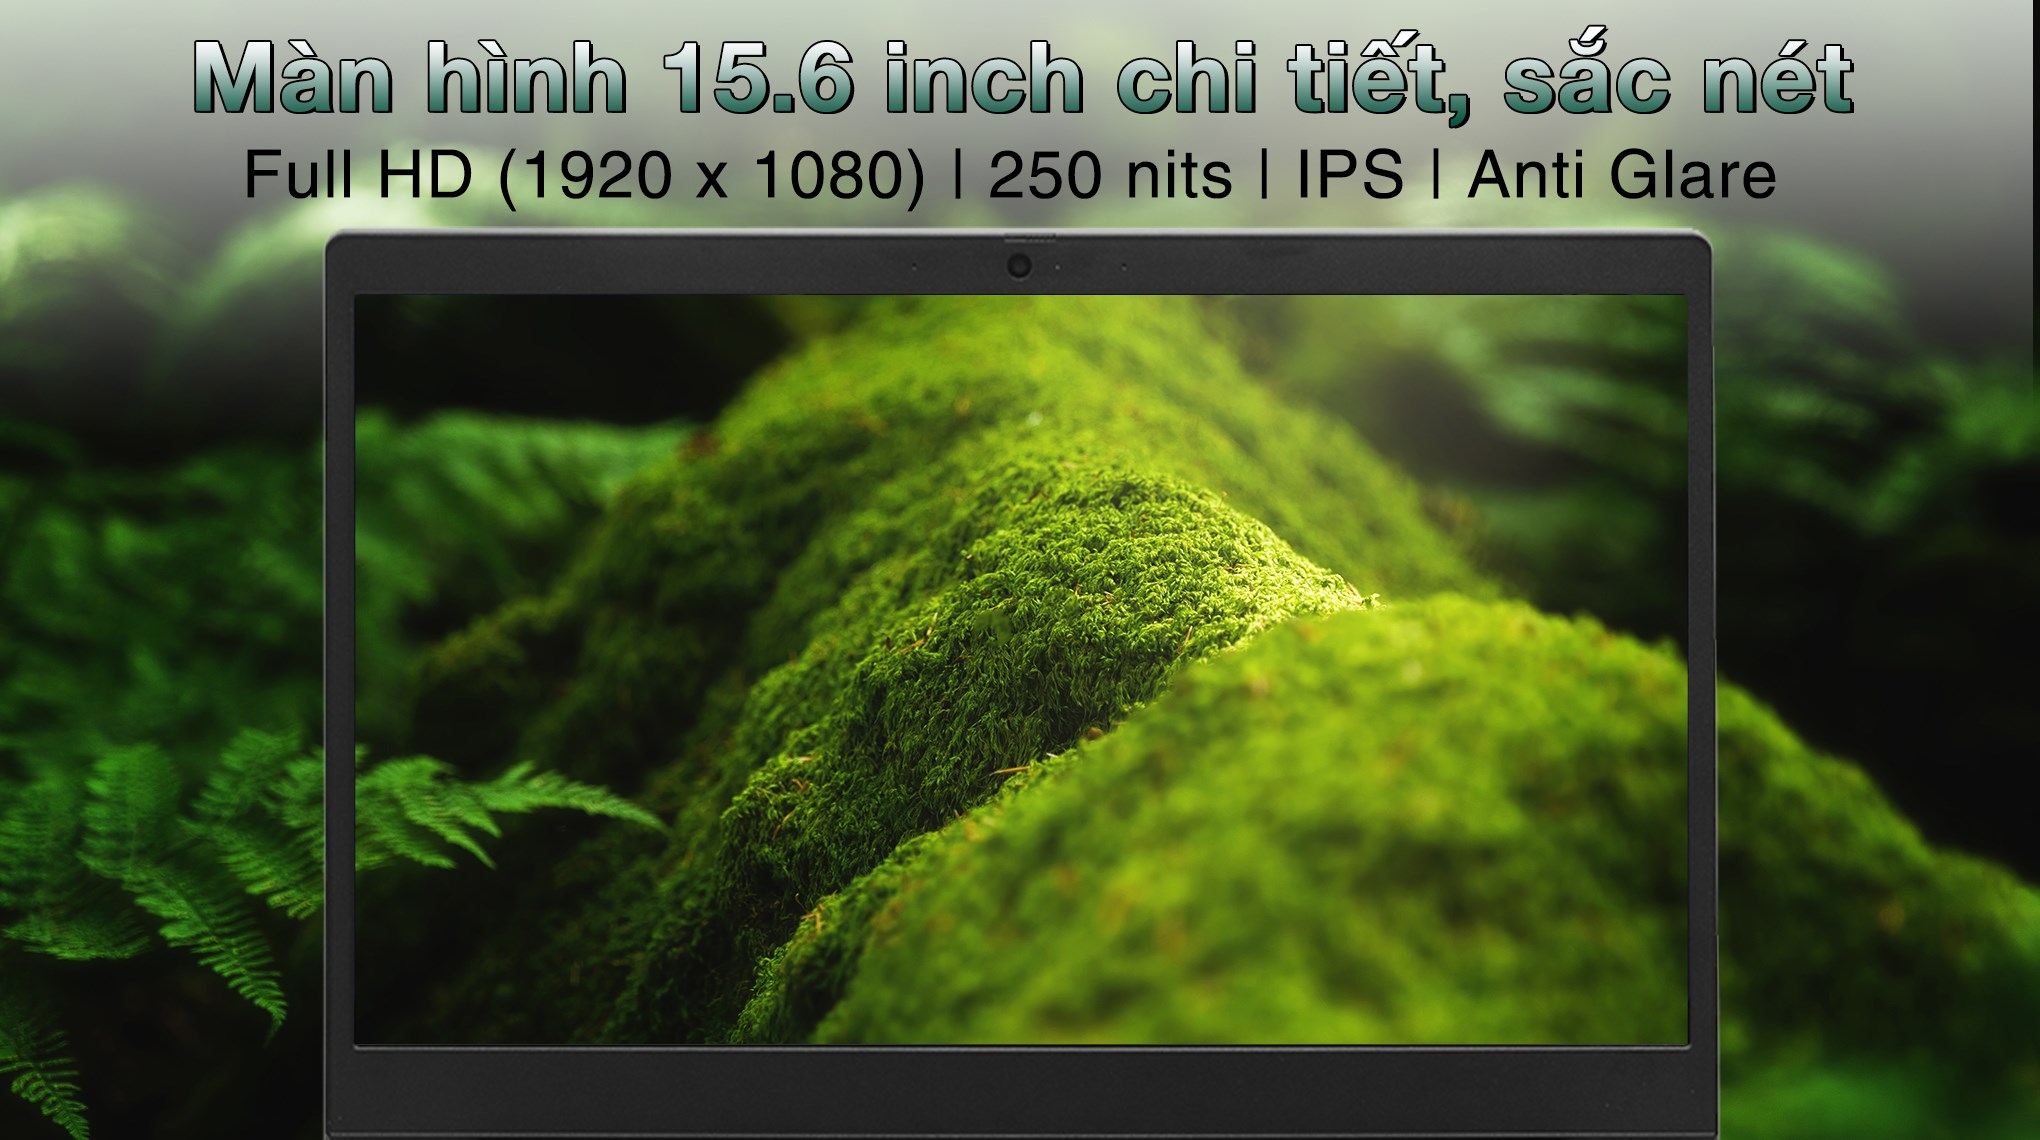 Màn hình 15.6 inch chi tiết, sắc nét
Full HD (1920 x 1080) | 250 nits | IPS | Anti Glare